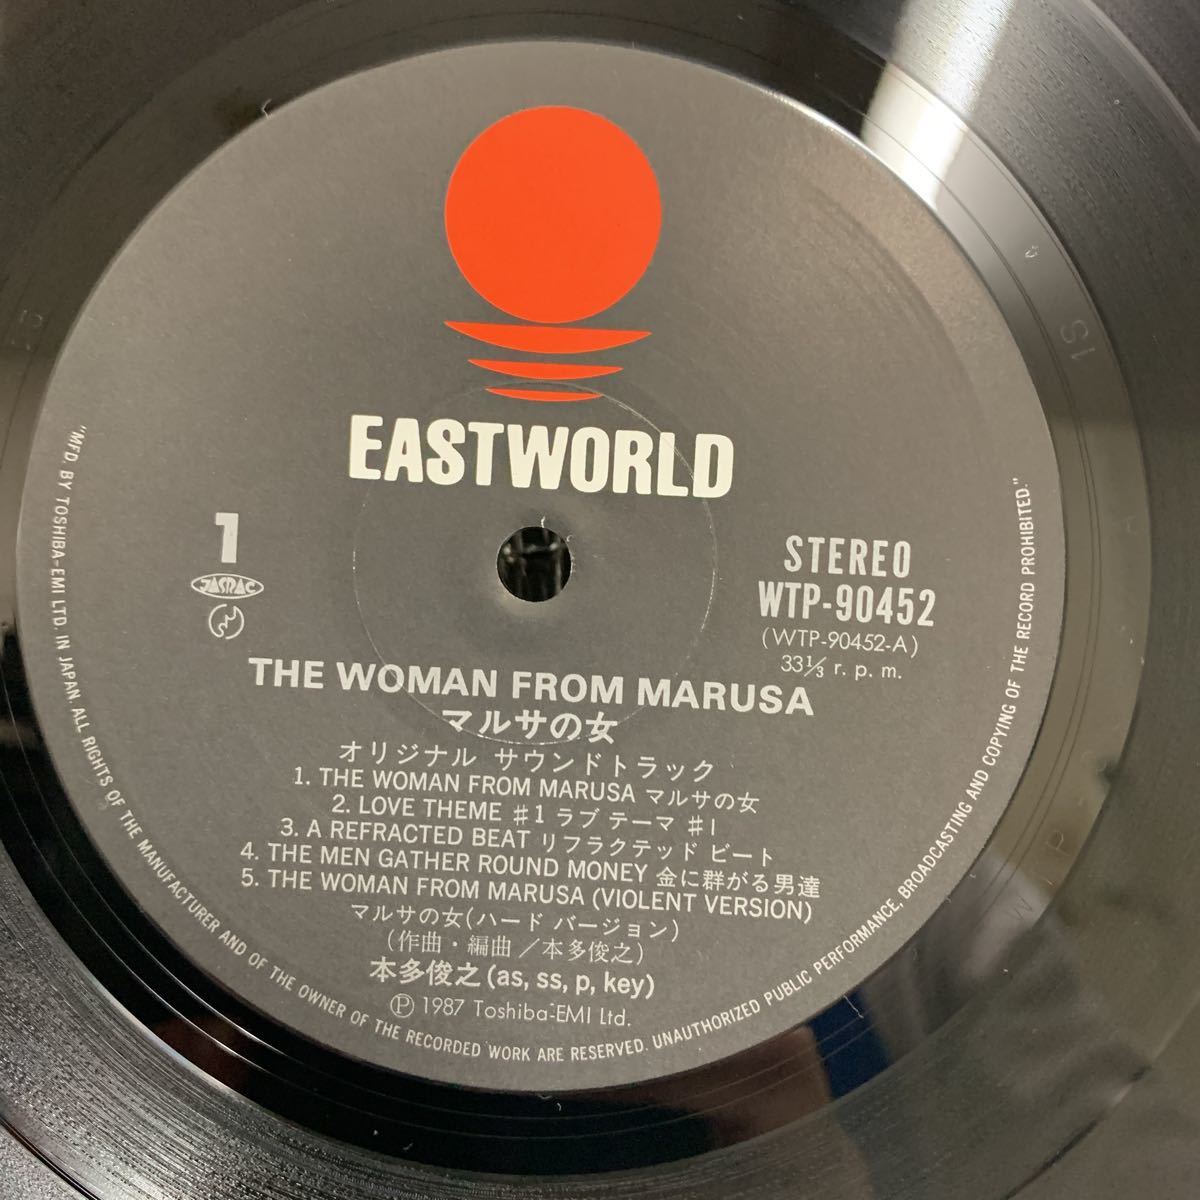 EASTWORLD
1
JASRAC
STEREO
WTP-90452
(WTP-90452-A)
33⅓ r. p. m.
THE WOMAN FROM MARUSA
マルサの女
オリジナル サウンドトラック
1. THE WOMAN FROM MARUSA マルサの女
2. LOVE THEME ♯1 ラブ テーマ ♯1
3. A REFRACTED BEAT リフラクテッド ビート
4. THE MEN GATHER ROUND MONEY 金に群がる男達
5. THE WOMAN FROM MARUSA (VIOLENT VERSION)
マルサの女(ハード バージョン)
(作曲・編曲/本多俊之)
本多俊之(as, ss, p, key)
Ⓟ 1987 Toshiba-EMI Ltd.
"MFD. BY TOSHIBA-EMI LTD. IN JAPAN. ALL RIGHTS OF THE MANUFACTURER AND OF THE OWNER OF THE RECORDED WORK ARE RESERVED. UNAUTHORIZED PUBLIC PERFORMANCE, BROADCASTING AND COPYING OF THE RECORD PROHIBITED."